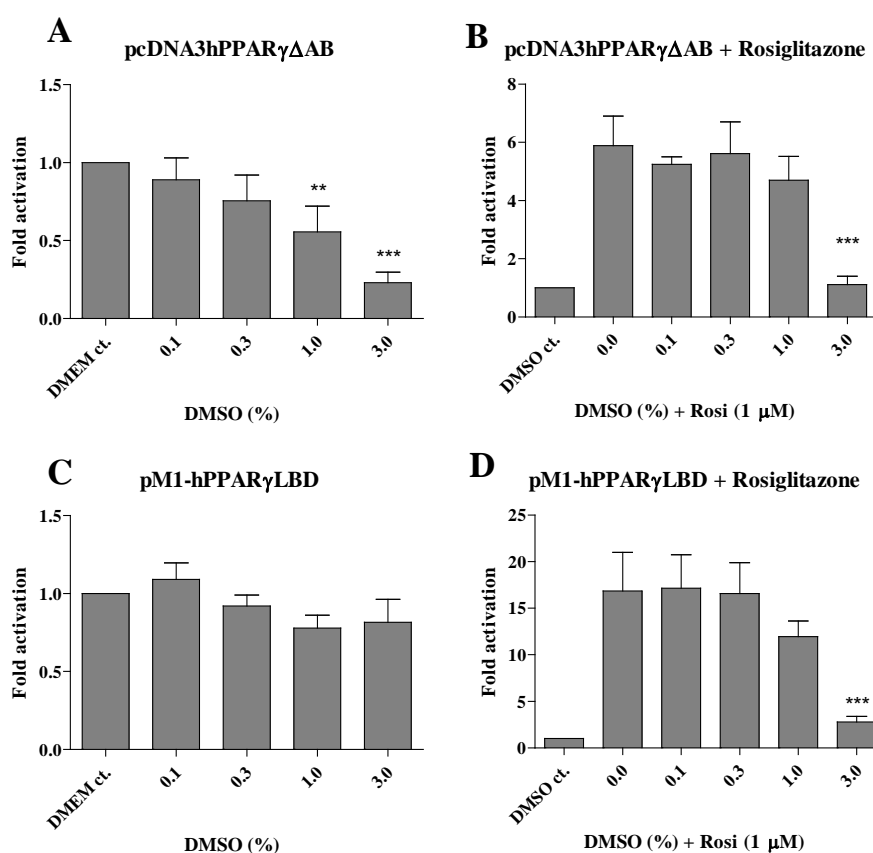 A
pcDNA3hPPARγΔAB
1.5
1.0
0.5
0.0
Fold activation
**
***
DMEM ct.
0.1
0.3
1.0
3.0
DMSO (%)
B
pcDNA3hPPARγΔAB + Rosiglitazone
8
6
4
2
0
Fold activation
***
DMSO ct.
0.0
0.1
0.3
1.0
3.0
DMSO (%) + Rosi (1 μM)
C
pM1-hPPARγLBD
1.5
1.0
0.5
0.0
Fold activation
DMEM ct.
0.1
0.3
1.0
3.0
DMSO (%)
D
pM1-hPPARγLBD + Rosiglitazone
25
20
15
10
5
0
Fold activation
***
DMSO ct.
0.0
0.1
0.3
1.0
3.0
DMSO (%) + Rosi (1 μM)